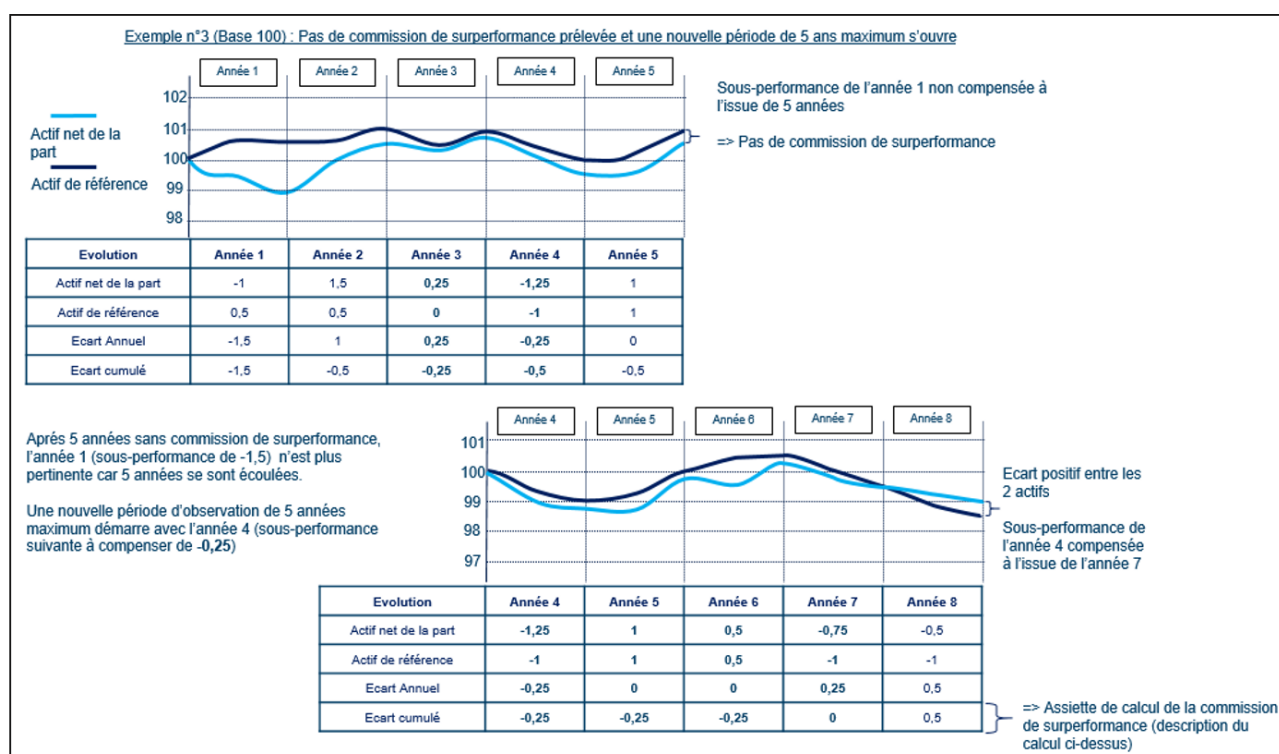 Exemple n°3 (Base 100) : Pas de commission de surperformance prélevée et une nouvelle période de 5 ans maximum s'ouvre
Année 1 Année 2 Année 3 Année 4 Année 5
102
101
100
99
98
Actif net de la
part
Actif de référence
Sous-performance de l'année 1 non compensée à
l'issue de 5 années
=> Pas de commission de surperformance
Evolution Année 1 Année 2 Année 3 Année 4 Année 5
Actif net de la part -1 1,5 0,25 -1,25 1
Actif de référence 0,5 0,5 0 -1 1
Ecart Annuel -1,5 1 0,25 -0,25 0
Ecart cumulé -1,5 -0,5 -0,25 -0,5 -0,5
Aprés 5 années sans commission de surperformance,
l'année 1 (sous-performance de -1,5) n'est plus
pertinente car 5 années se sont écoulées.
Une nouvelle période d'observation de 5 années
maximum démarre avec l'année 4 (sous-performance
suivante à compenser de -0,25)
Année 4 Année 5 Année 6 Année 7 Année 8
101
100
99
98
97
Ecart positif entre les
2 actifs
Sous-performance de
l'année 4 compensée
à l'issue de l'année 7
Evolution Année 4 Année 5 Année 6 Année 7 Année 8
Actif net de la part -1,25 1 0,5 -0,75 -0,5
Actif de référence -1 1 0,5 -1 -1
Ecart Annuel -0,25 0 0 0,25 0,5
Ecart cumulé -0,25 -0,25 -0,25 0 0,5
=> Assiette de calcul de la commission
de surperformance (description du
calcul ci-dessus)